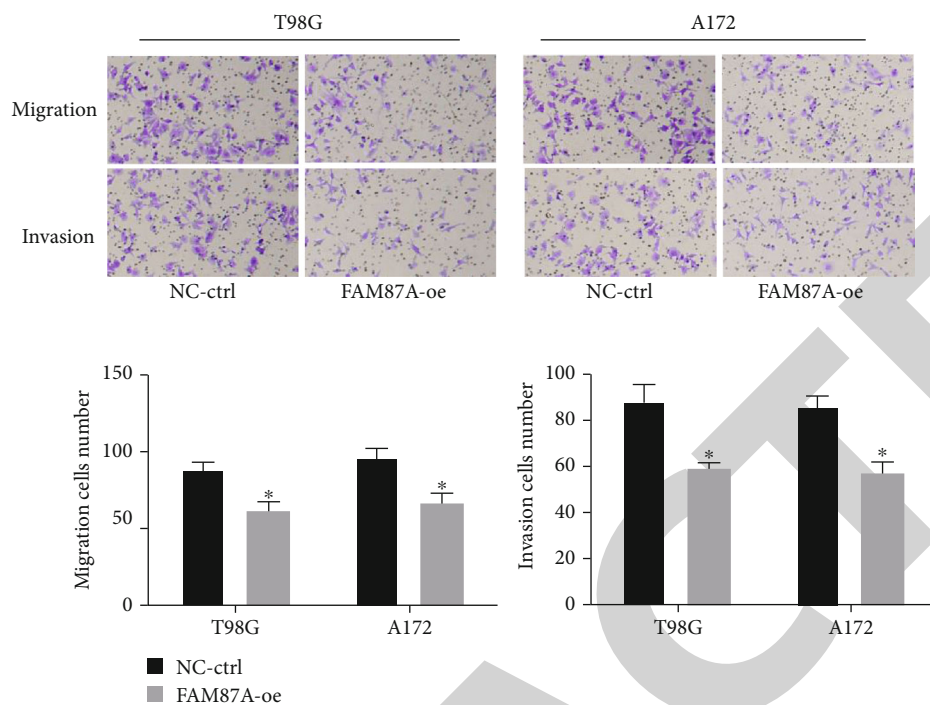 T98G
A172
Migration
Invasion
NC-ctrl
FAM87A-oe
NC-ctrl
FAM87A-oe
Migration cells number
150
100
50
0
*
*
T98G
A172
Invasion cells number
100
80
60
40
20
0
*
*
T98G
A172
NC-ctrl
FAM87A-oe